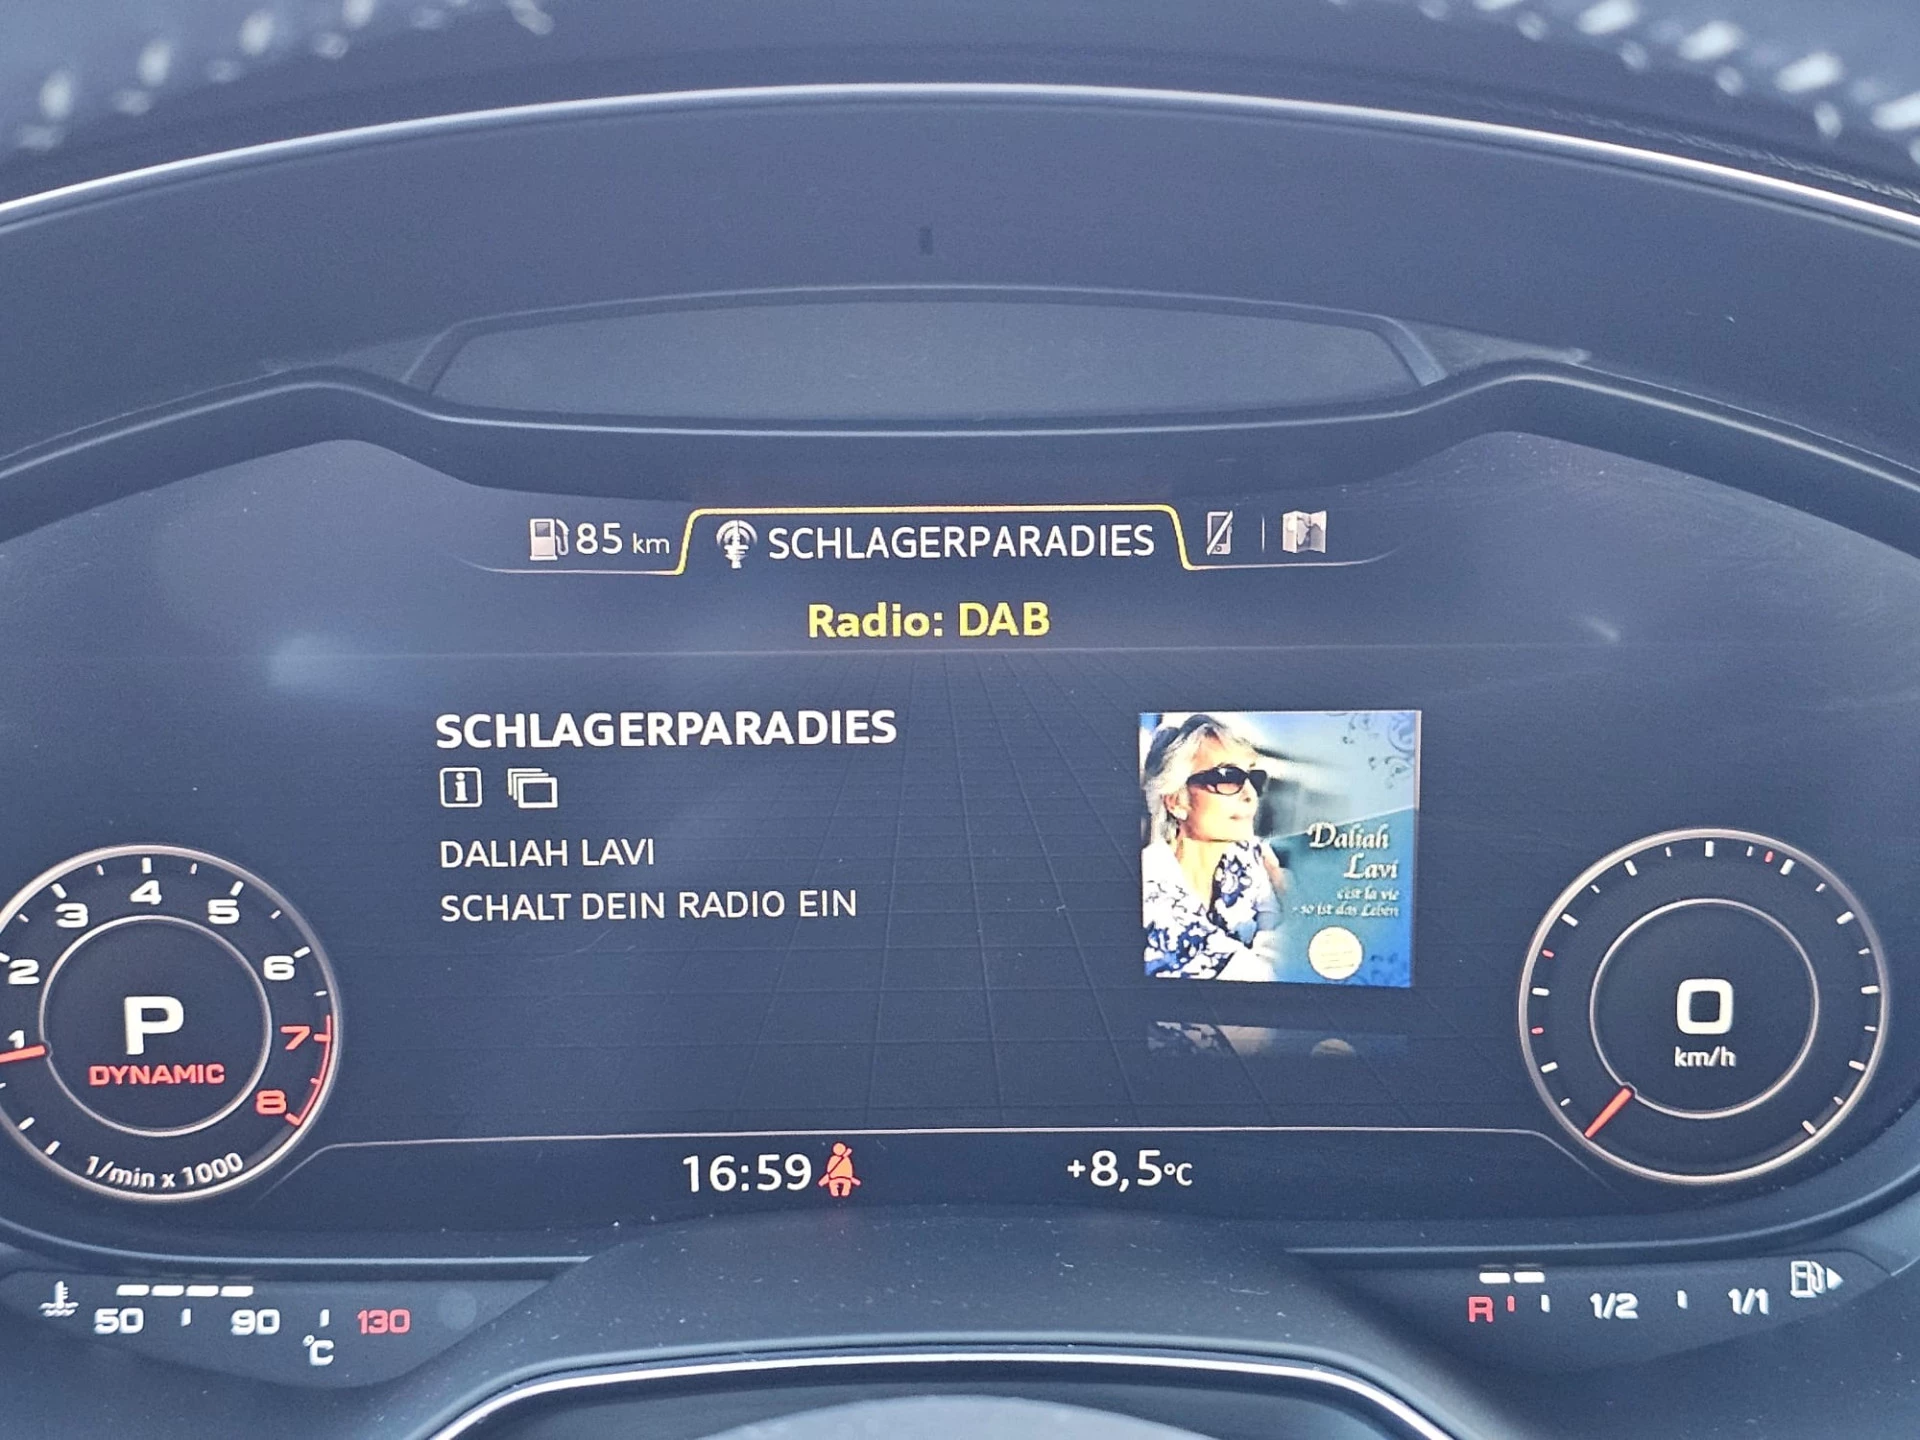 85 km
SCHLAGERPARADIES
Radio: DAB
SCHLAGERPARADIES
DALIAH LAVI
SCHALT DEIN RADIO EIN
Daliah
Lavi
c'est la vie
- so ist das Leben
1 2 3 4 5 6 7 8
P
DYNAMIC
1/min x 1000
0
km/h
16:59
+8,5°C
50 90 130
°C
R 1/2 1/1